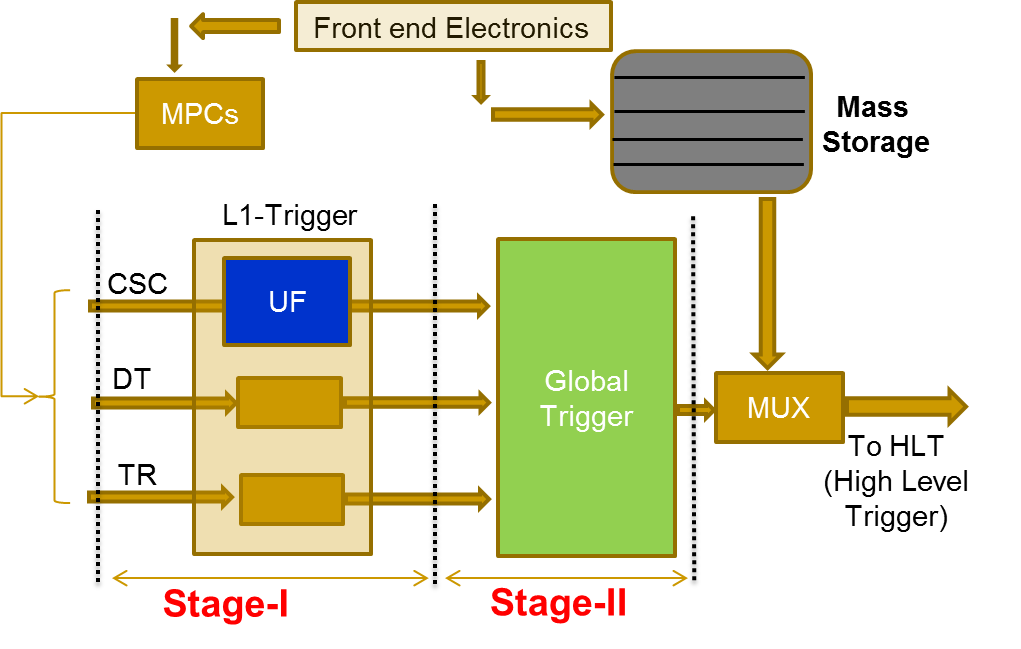 Front end Electronics
MPCs
Mass
Storage
L1-Trigger
CSC
UF
DT
Global
Trigger
MUX
TR
To HLT
(High Level
Trigger)
Stage-I
Stage-II